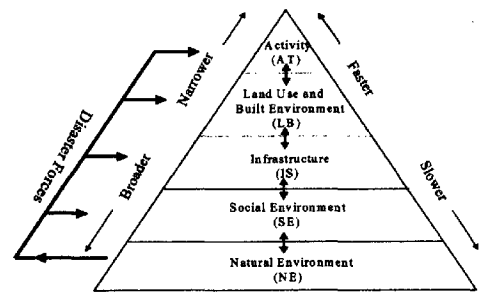 Activity
(AT)
Land Use and
Built Environment
(LB)
Infrastructure
(IS)
Social Environment
(SE)
Natural Environment
(NE)
Disaster Forces
Narrower
Broader
Faster
Slower